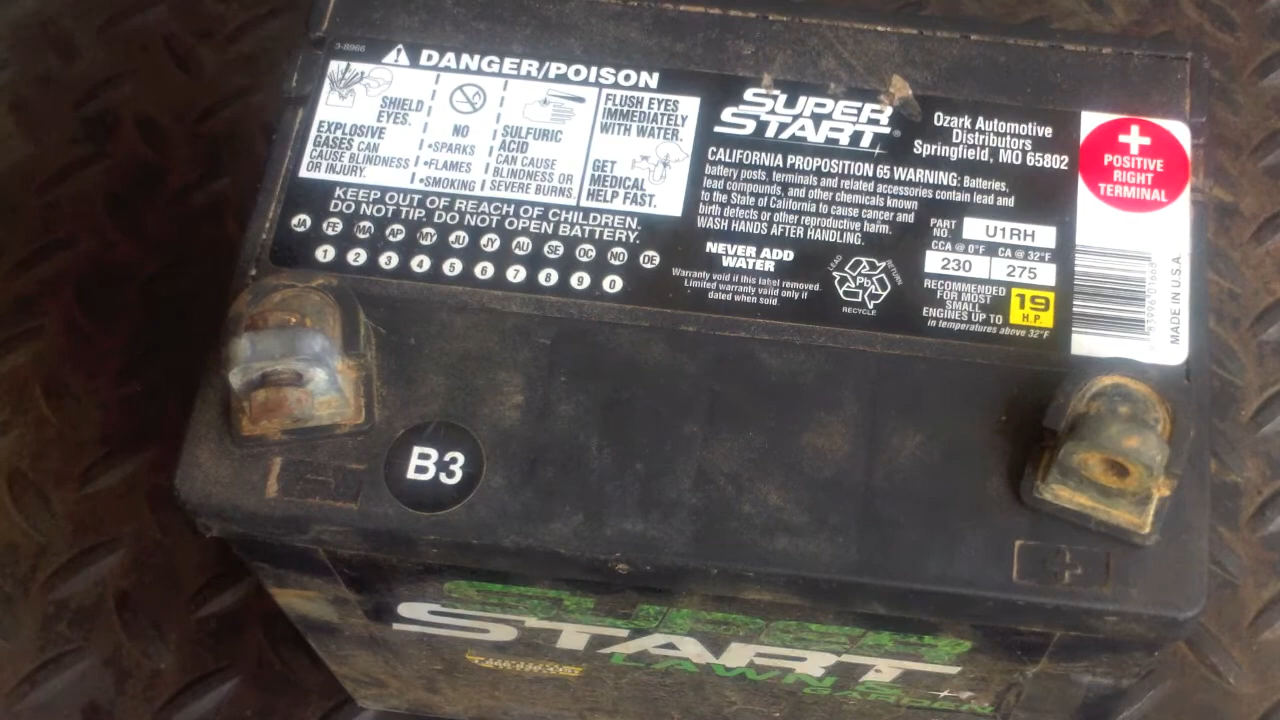 3-8966
DANGER/POISON
SHIELD
EYES.
EXPLOSIVE
GASES CAN
CAUSE BLINDNESS
OR INJURY.
NO
•SPARKS
•FLAMES
•SMOKING
SULFURIC
ACID
CAN CAUSE
BLINDNESS OR
SEVERE BURNS.
FLUSH EYES
IMMEDIATELY
WITH WATER.
GET
MEDICAL
HELP FAST.
KEEP OUT OF REACH OF CHILDREN.
DO NOT TIP. DO NOT OPEN BATTERY.
JA FE MA AP MY JU JY AU SE OC NO DE
1 2 3 4 5 6 7 8 9 0
SUPER
START®
Ozark Automotive
Distributors
Springfield, MO 65802
CALIFORNIA PROPOSITION 65 WARNING: Batteries,
battery posts, terminals and related accessories contain lead and
lead compounds, and other chemicals known
to the State of California to cause cancer and
birth defects or other reproductive harm.
WASH HANDS AFTER HANDLING.
NEVER ADD
WATER
Warranty void if this label removed.
Limited warranty valid only if
dated when sold.
LEAD
RETURN
Pb
RECYCLE
PART
NO.
U1RH
CCA @ 0°F CA @ 32°F
230 275
RECOMMENDED
FOR MOST
SMALL
ENGINES UP TO
19
H.P.
in temperatures above 32°F
+
POSITIVE
RIGHT
TERMINAL
MADE IN U.S.A.
B3
SUPER
START
LAWN &
GARDEN